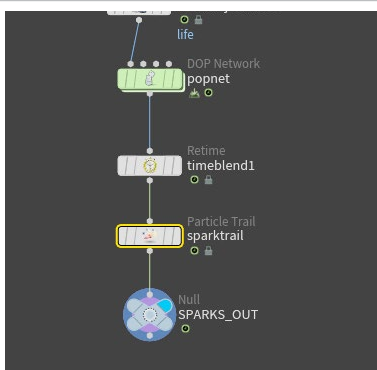 life
DOP Network
popnet
Retime
timeblend1
Particle Trail
sparktrail
Null
SPARKS_OUT